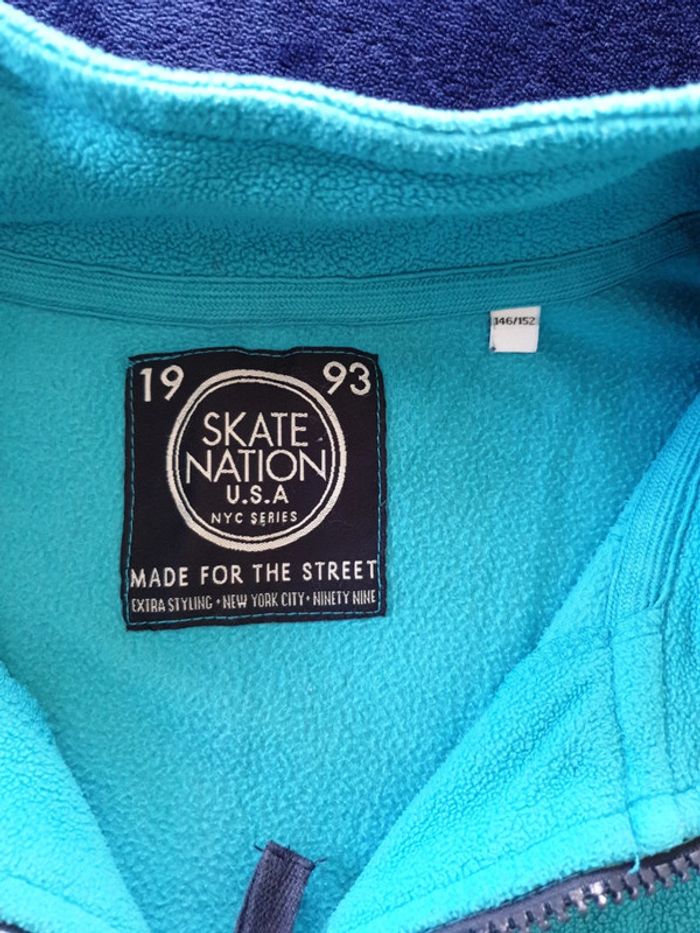 146/152
19 93
SKATE
NATION
U.S.A
NYC SERIES
MADE FOR THE STREET
EXTRA STYLING • NEW YORK CITY • NINETY NINE